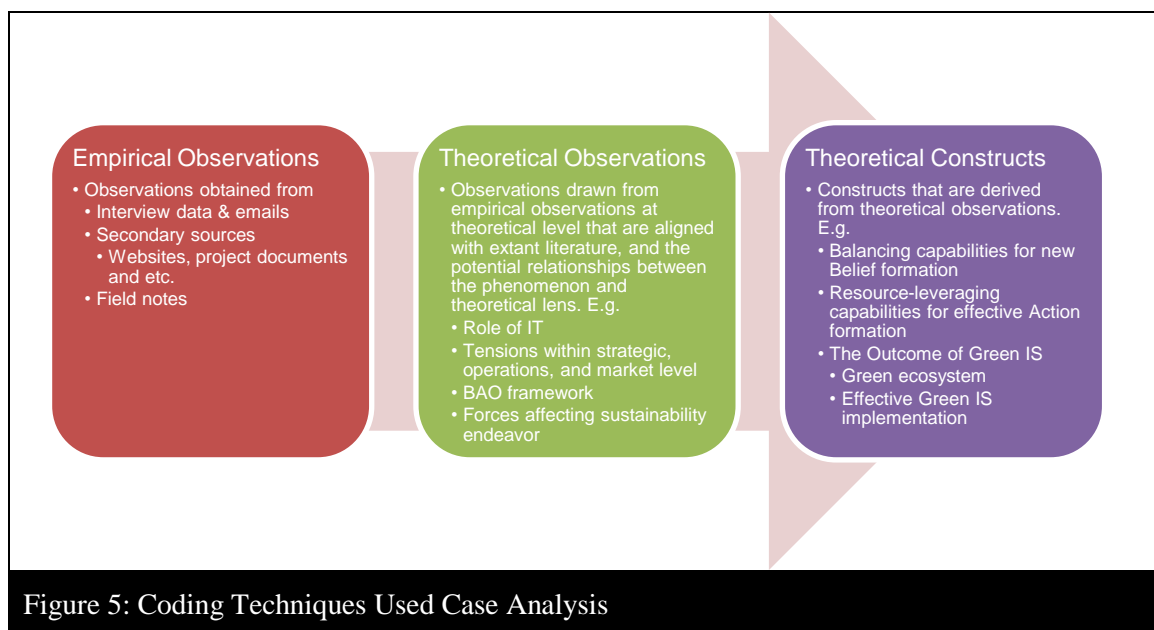 Empirical Observations
• Observations obtained from
• Interview data & emails
• Secondary sources
• Websites, project documents
and etc.
• Field notes
Theoretical Observations
• Observations drawn from
empirical observations at
theoretical level that are aligned
with extant literature, and the
potential relationships between
the phenomenon and
theoretical lens. E.g.
• Role of IT
• Tensions within strategic,
operations, and market level
• BAO framework
• Forces affecting sustainability
endeavor
Theoretical Constructs
• Constructs that are derived
from theoretical observations.
E.g.
• Balancing capabilities for new
Belief formation
• Resource-leveraging
capabilities for effective Action
formation
• The Outcome of Green IS
• Green ecosystem
• Effective Green IS
implementation
Figure 5: Coding Techniques Used Case Analysis